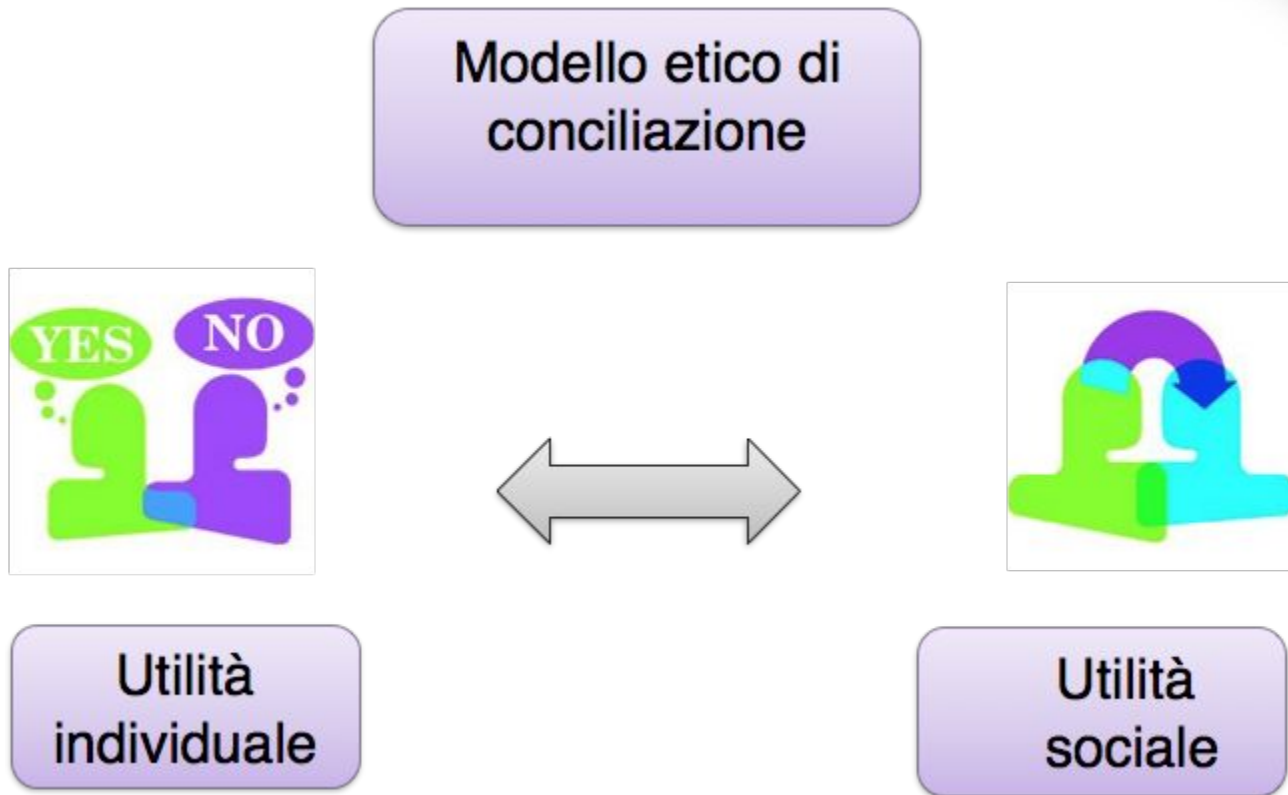 Modello etico di
conciliazione
YES
NO
Utilità
individuale
Utilità
sociale